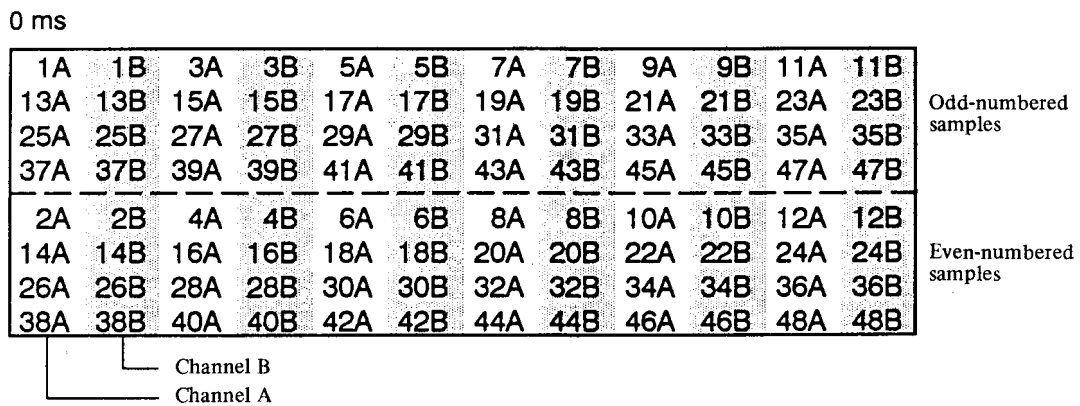 0 ms
1A 1B 3A 3B 5A 5B 7A 7B 9A 9B 11A 11B
13A 13B 15A 15B 17A 17B 19A 19B 21A 21B 23A 23B
25A 25B 27A 27B 29A 29B 31A 31B 33A 33B 35A 35B
37A 37B 39A 39B 41A 41B 43A 43B 45A 45B 47A 47B
Odd-numbered
samples
2A 2B 4A 4B 6A 6B 8A 8B 10A 10B 12A 12B
14A 14B 16A 16B 18A 18B 20A 20B 22A 22B 24A 24B
26A 26B 28A 28B 30A 30B 32A 32B 34A 34B 36A 36B
38A 38B 40A 40B 42A 42B 44A 44B 46A 46B 48A 48B
Even-numbered
samples
Channel B
Channel A